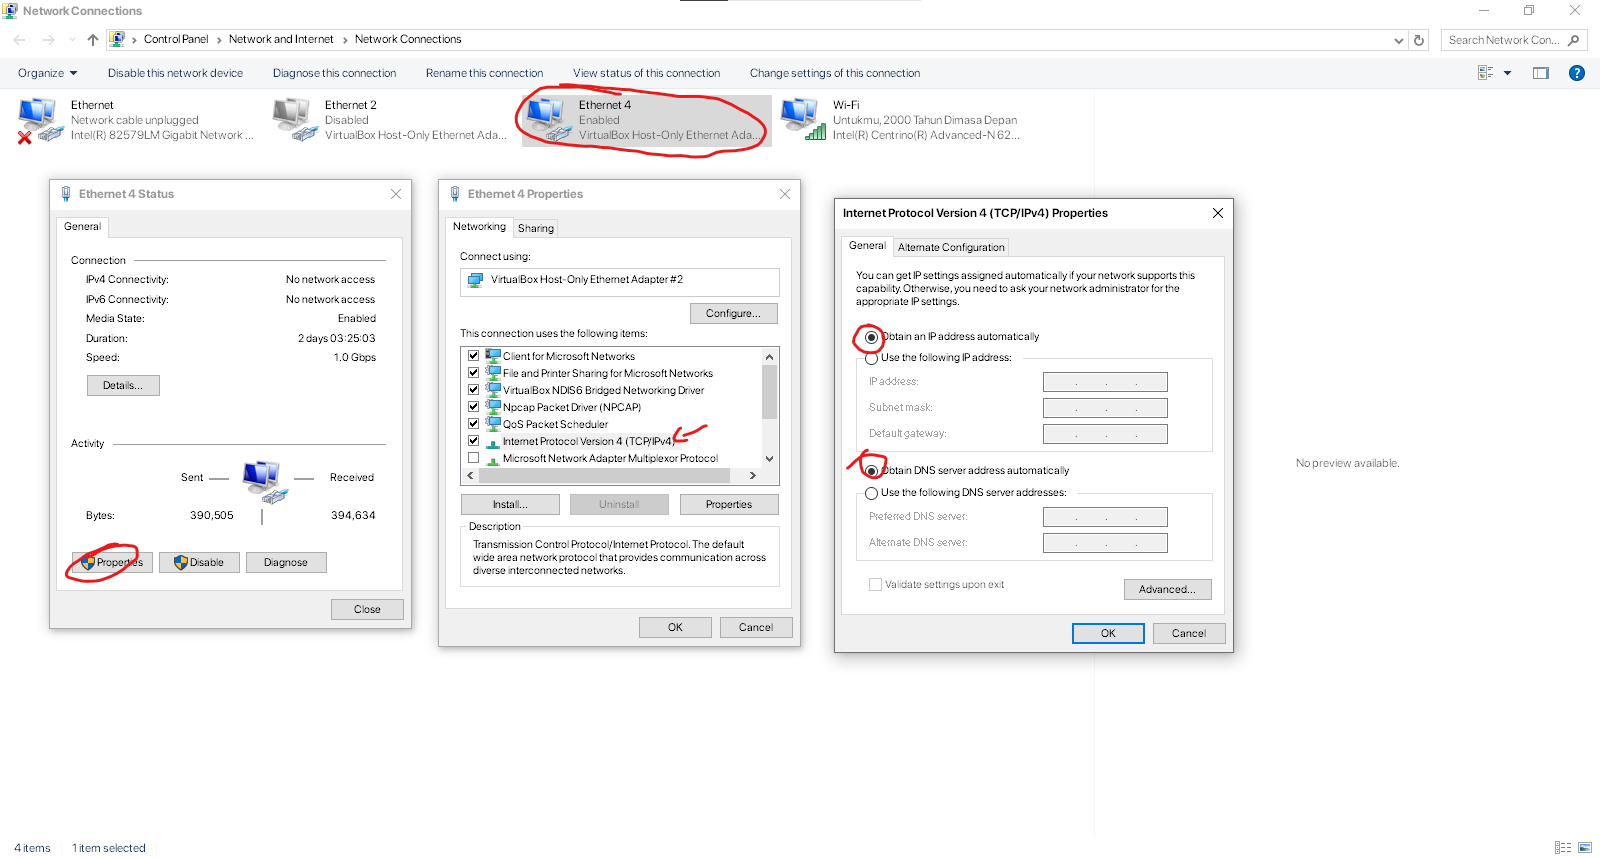 Network Connections
Control Panel > Network and Internet > Network Connections
Search Network Con...
Organize
Disable this network device
Diagnose this connection
Rename this connection
View status of this connection
Change settings of this connection
Ethernet
Network cable unplugged
Intel(R) 82579LM Gigabit Network ...
Ethernet 2
Disabled
VirtualBox Host-Only Ethernet Ada...
Ethernet 4
Enabled
VirtualBox Host-Only Ethernet Ada...
Wi-Fi
Untukmu, 2000 Tahun Dimasa Depan
Intel(R) Centrino(R) Advanced-N 62...
Ethernet 4 Status
General
Connection
IPv4 Connectivity: No network access
IPv6 Connectivity: No network access
Media State: Enabled
Duration: 2 days 03:25:03
Speed: 1.0 Gbps
Details...
Activity
Sent
Received
Bytes: 390,505 394,634
Properties
Disable
Diagnose
Close
Ethernet 4 Properties
Networking
Sharing
Connect using:
VirtualBox Host-Only Ethernet Adapter #2
Configure...
This connection uses the following items:
Client for Microsoft Networks
File and Printer Sharing for Microsoft Networks
VirtualBox NDIS6 Bridged Networking Driver
Npcap Packet Driver (NPCAP)
QoS Packet Scheduler
Internet Protocol Version 4 (TCP/IPv4)
Microsoft Network Adapter Multiplexor Protocol
Install...
Uninstall
Properties
Description
Transmission Control Protocol/Internet Protocol. The default
wide area network protocol that provides communication across
diverse interconnected networks.
OK
Cancel
Internet Protocol Version 4 (TCP/IPv4) Properties
General
Alternate Configuration
You can get IP settings assigned automatically if your network supports this
capability. Otherwise, you need to ask your network administrator for the
appropriate IP settings.
Obtain an IP address automatically
Use the following IP address:
IP address:
Subnet mask:
Default gateway:
Obtain DNS server address automatically
Use the following DNS server addresses:
Preferred DNS server:
Alternate DNS server:
Validate settings upon exit
Advanced...
OK
Cancel
No preview available.
4 items
1 item selected